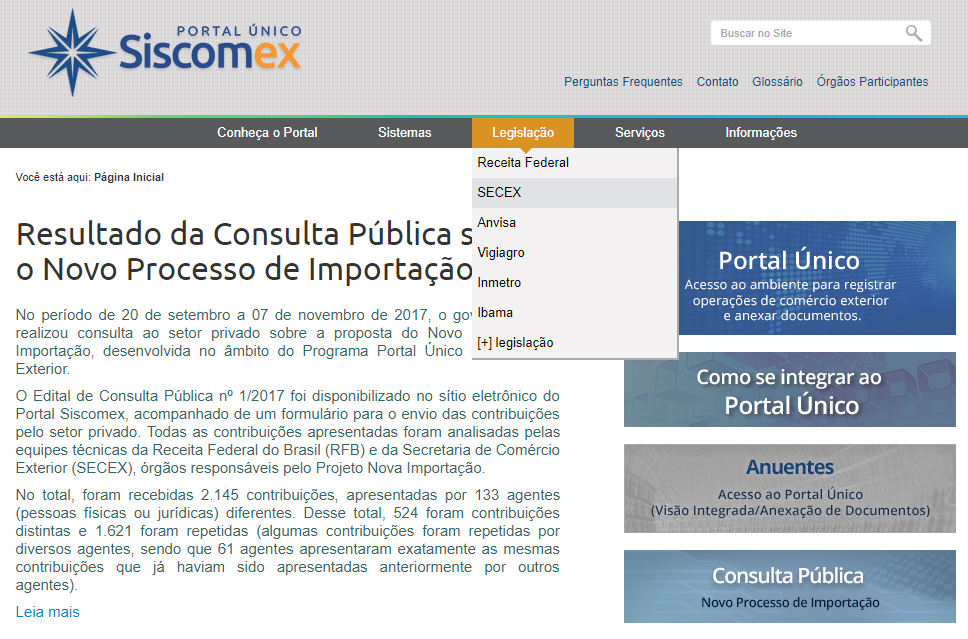 PORTAL ÚNICO
Siscomex
Buscar no Site
Perguntas Frequentes Contato Glossário Órgãos Participantes
Conheça o Portal Sistemas Legislação Serviços Informações
Receita Federal
SECEX
Anvisa
Vigiagro
Inmetro
Ibama
[+] legislação
Você está aqui: Página Inicial
Resultado da Consulta Pública s
o Novo Processo de Importação
No período de 20 de setembro a 07 de novembro de 2017, o gov
realizou consulta ao setor privado sobre a proposta do Novo
Importação, desenvolvida no âmbito do Programa Portal Único
Exterior.
O Edital de Consulta Pública nº 1/2017 foi disponibilizado no sítio eletrônico do
Portal Siscomex, acompanhado de um formulário para o envio das contribuições
pelo setor privado. Todas as contribuições apresentadas foram analisadas pelas
equipes técnicas da Receita Federal do Brasil (RFB) e da Secretaria de Comércio
Exterior (SECEX), órgãos responsáveis pelo Projeto Nova Importação.
No total, foram recebidas 2.145 contribuições, apresentadas por 133 agentes
(pessoas físicas ou jurídicas) diferentes. Desse total, 524 foram contribuições
distintas e 1.621 foram repetidas (algumas contribuições foram repetidas por
diversos agentes, sendo que 61 agentes apresentaram exatamente as mesmas
contribuições que já haviam sido apresentadas anteriormente por outros
agentes).
Leia mais
Portal Único
Acesso ao ambiente para registrar
operações de comércio exterior
e anexar documentos.
Como se integrar ao
Portal Único
Anuentes
Acesso ao Portal Único
(Visão Integrada/Anexação de Documentos)
Consulta Pública
Novo Processo de Importação